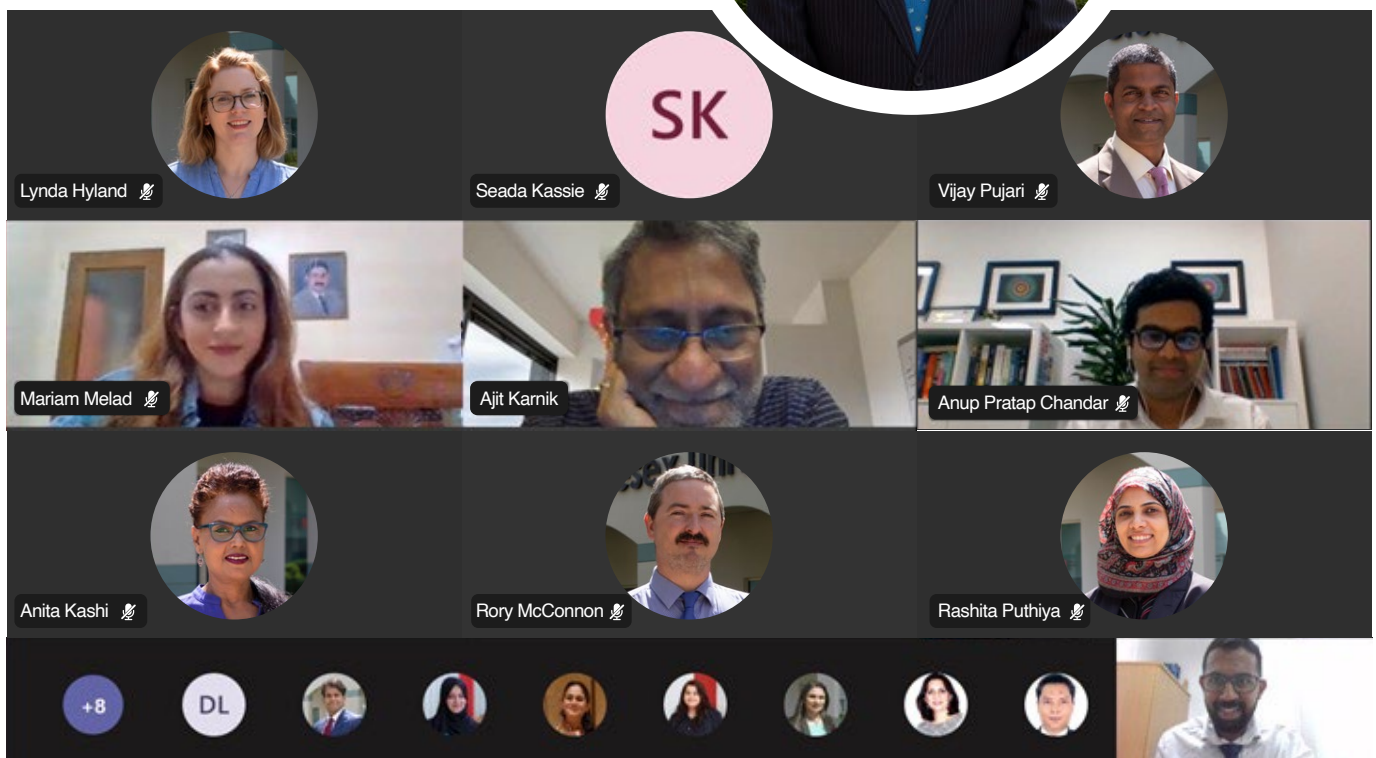 SK
Lynda Hyland
Seada Kassie
Vijay Pujari
Mariam Melad
Ajit Karnik
Anup Pratap Chandar
Anita Kashi
Rory McConnon
Rashita Puthiya
+8
DL